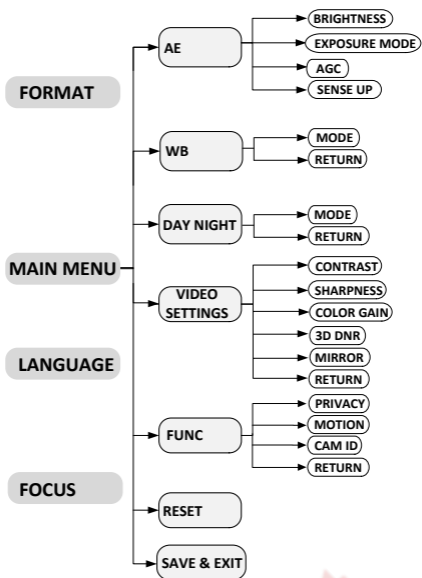 FORMAT
MAIN MENU
LANGUAGE
FOCUS
AE
BRIGHTNESS
EXPOSURE MODE
AGC
SENSE UP
WB
MODE
RETURN
DAY NIGHT
MODE
RETURN
VIDEO
SETTINGS
CONTRAST
SHARPNESS
COLOR GAIN
3D DNR
MIRROR
RETURN
FUNC
PRIVACY
MOTION
CAM ID
RETURN
RESET
SAVE & EXIT